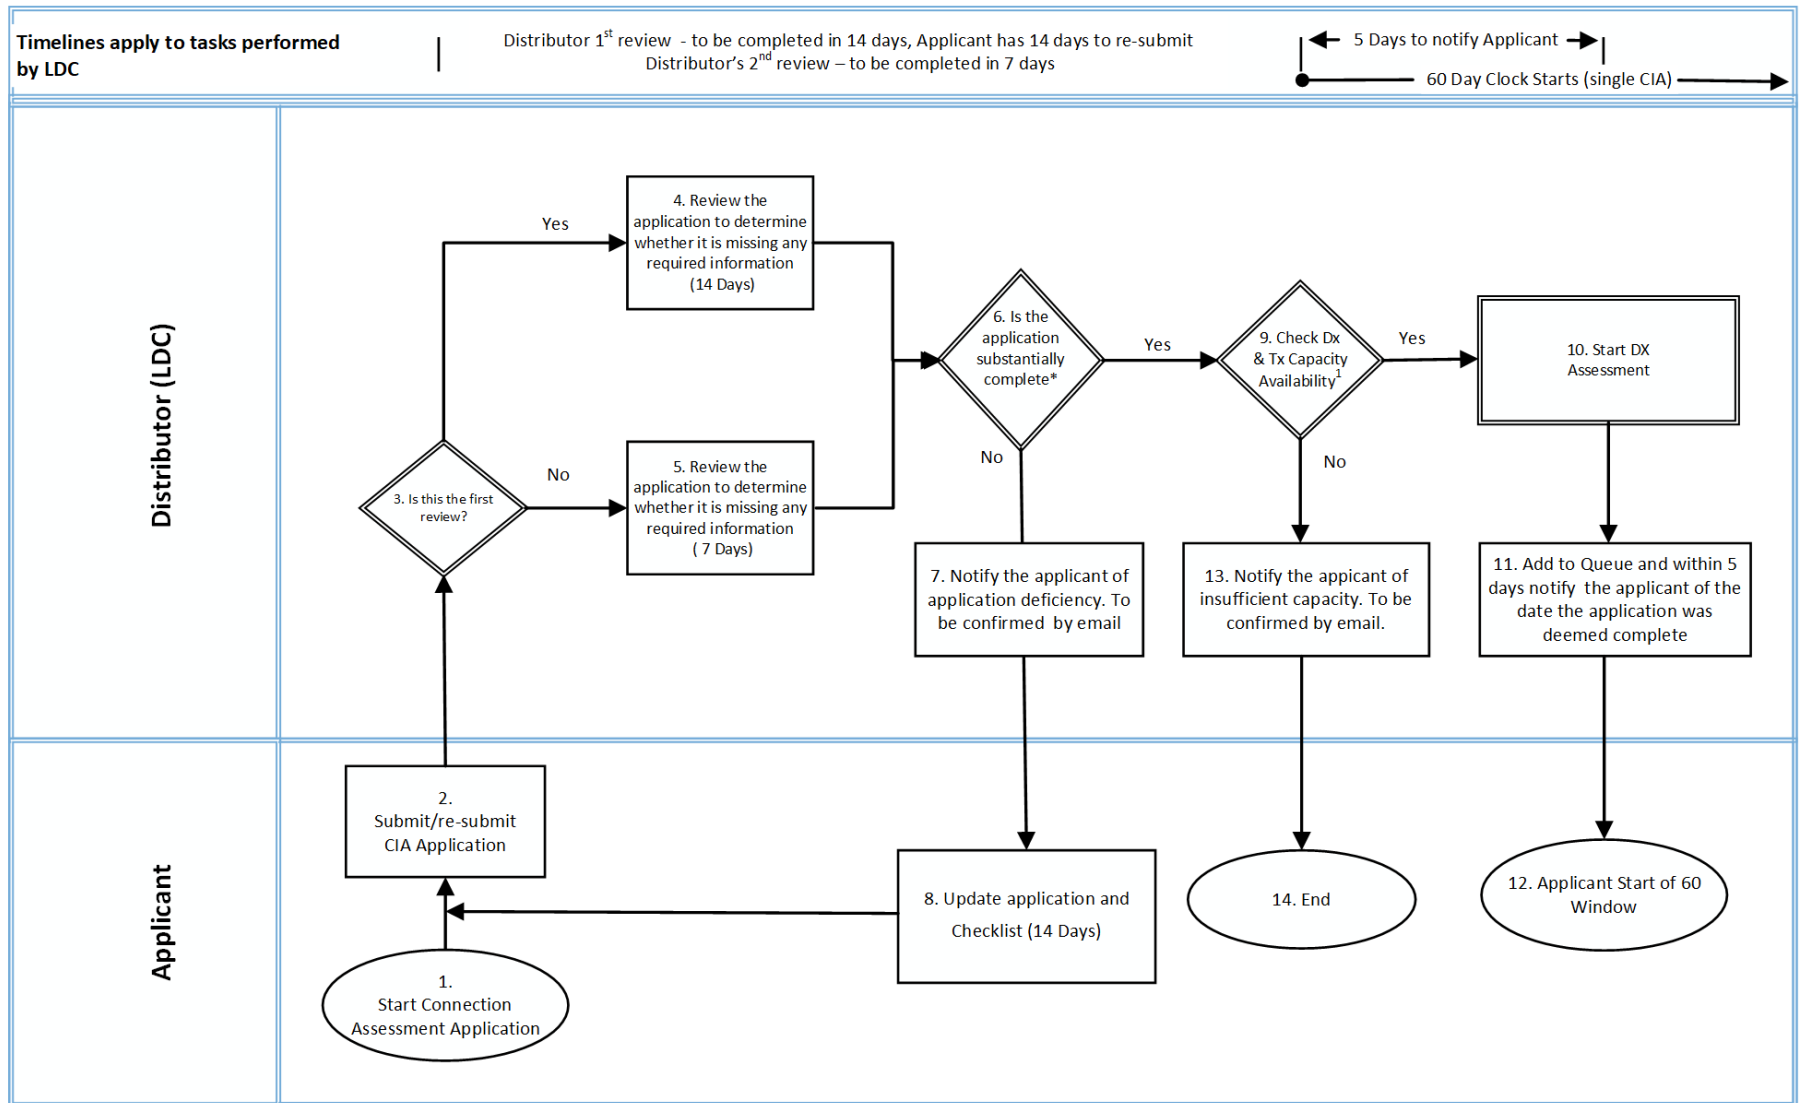 Timelines apply to tasks performed
by LDC
Distributor 1st review - to be completed in 14 days, Applicant has 14 days to re-submit
Distributor's 2nd review – to be completed in 7 days
5 Days to notify Applicant
60 Day Clock Starts (single CIA)
Distributor (LDC)
Yes
4. Review the
application to determine
whether it is missing any
required information
(14 Days)
3. Is this the first
review?
No
5. Review the
application to determine
whether it is missing any
required information
( 7 Days)
6. Is the
application
substantially
complete*
Yes
No
9. Check Dx
& Tx Capacity
Availability1
Yes
No
10. Start DX
Assessment
7. Notify the applicant of
application deficiency. To
be confirmed by email
13. Notify the appicant of
insufficient capacity. To be
confirmed by email.
11. Add to Queue and within 5
days notify the applicant of the
date the application was
deemed complete
Applicant
2.
Submit/re-submit
CIA Application
1.
Start Connection
Assessment Application
8. Update application and
Checklist (14 Days)
14. End
12. Applicant Start of 60
Window